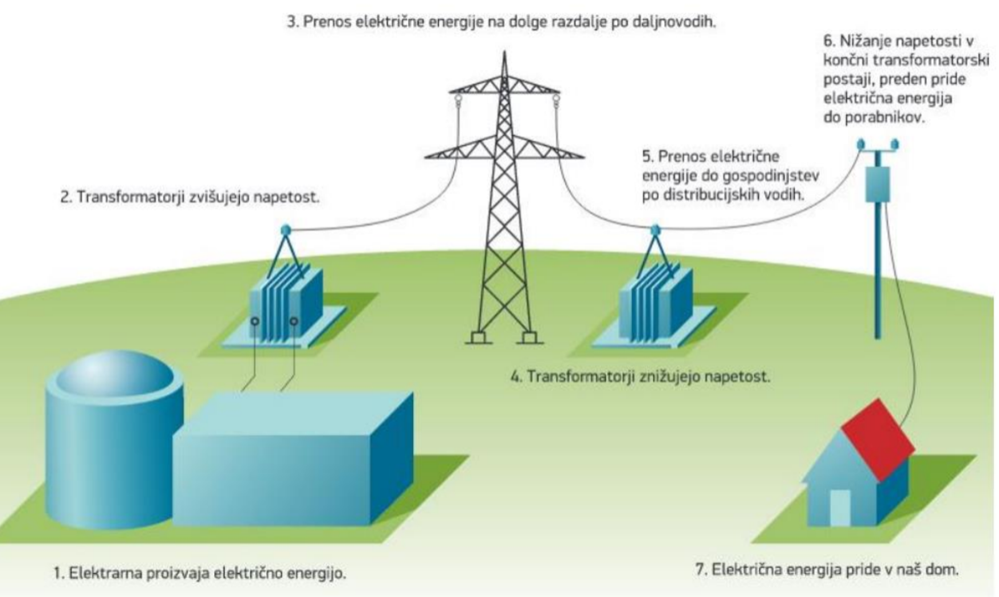 3. Prenos električne energije na dolge razdalje po daljnovodih.
6. Nižanje napetosti v
končni transformatorski
postaji, preden pride
električna energija
do porabnikov.
5. Prenos električne
energije do gospodinjstev
po distribucijskih vodih.
2. Transformatorji zvišujejo napetost.
4. Transformatorji znižujejo napetost.
1. Elektrarna proizvaja električno energijo.
7. Električna energija pride v naš dom.